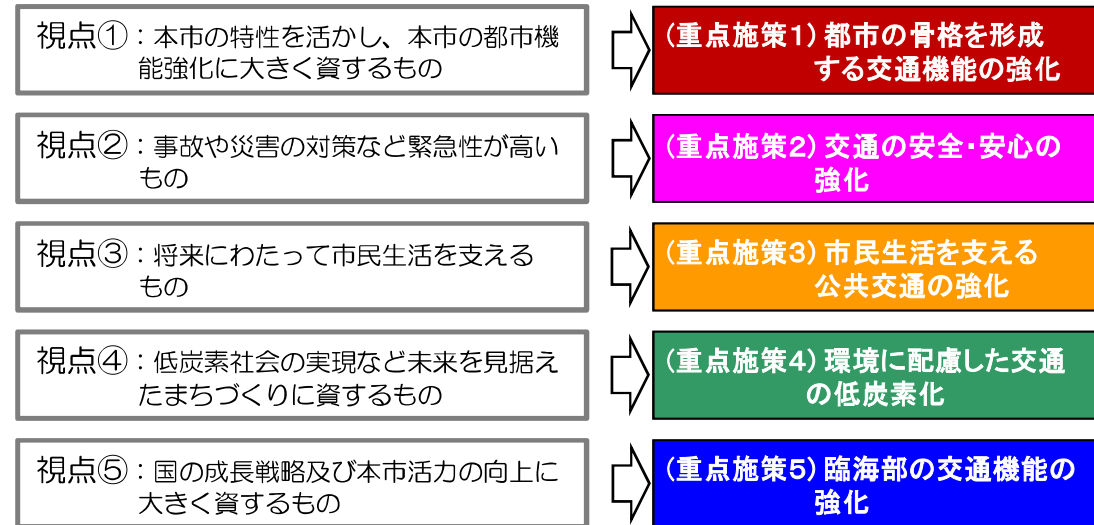 視点①：本市の特性を活かし、本市の都市機
能強化に大きく資するもの
(重点施策1)都市の骨格を形成
する交通機能の強化
視点②：事故や災害の対策など緊急性が高い
もの
(重点施策2)交通の安全・安心の
強化
視点③：将来にわたって市民生活を支える
もの
(重点施策3)市民生活を支える
公共交通の強化
視点④：低炭素社会の実現など未来を見据え
たまちづくりに資するもの
(重点施策4)環境に配慮した交通
の低炭素化
視点⑤：国の成長戦略及び本市活力の向上に
大きく資するもの
(重点施策5)臨海部の交通機能の
強化